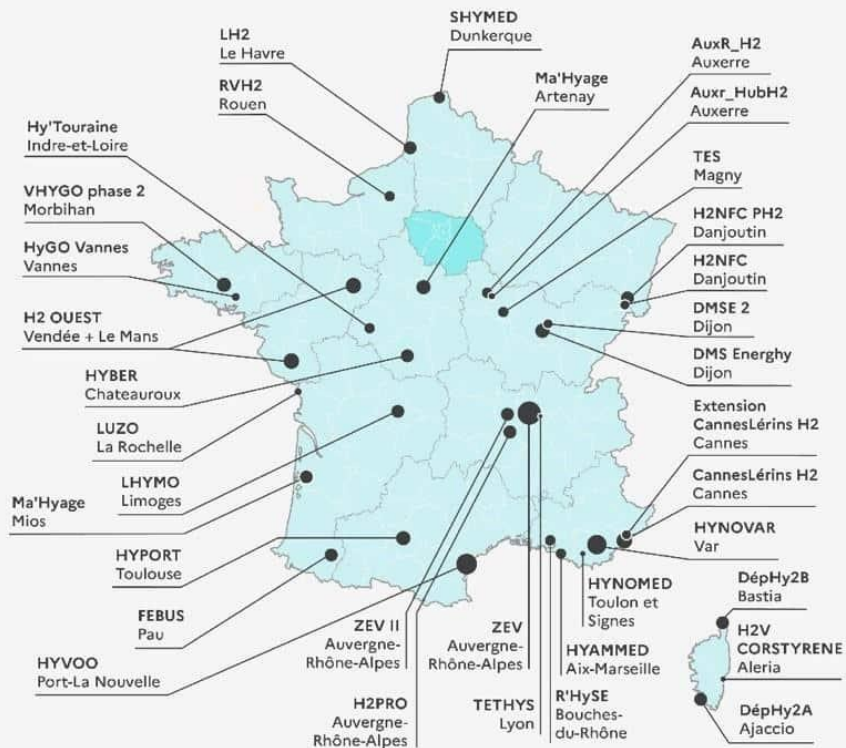 SHYMED
Dunkerque
LH2
Le Havre
RVH2
Rouen
Ma'Hyage
Artenay
AuxR_H2
Auxerre
Auxr_HubH2
Auxerre
Hy'Touraine
Indre-et-Loire
TES
Magny
VHYGO phase 2
Morbihan
H2NFC PH2
Danjoutin
HyGO Vannes
Vannes
H2NFC
Danjoutin
H2 OUEST
Vendée + Le Mans
DMSE 2
Dijon
DMS Energhy
Dijon
HYBER
Chateauroux
Extension
CannesLérins H2
Cannes
LUZO
La Rochelle
CannesLérins H2
Cannes
LHYMO
Limoges
Ma'Hyage
Mios
HYNOVAR
Var
HYPORT
Toulouse
HYNOMED
Toulon et
Signes
DépHy2B
Bastia
FEBUS
Pau
ZEV II
Auvergne-
Rhône-Alpes
ZEV
Auvergne-
Rhône-Alpes
HYAMMED
Aix-Marseille
H2V
CORSTYRENE
Aleria
HYVOO
Port-La Nouvelle
H2PRO
Auvergne-
Rhône-Alpes
TETHYS
Lyon
R'HySE
Bouches-
du-Rhône
DépHy2A
Ajaccio